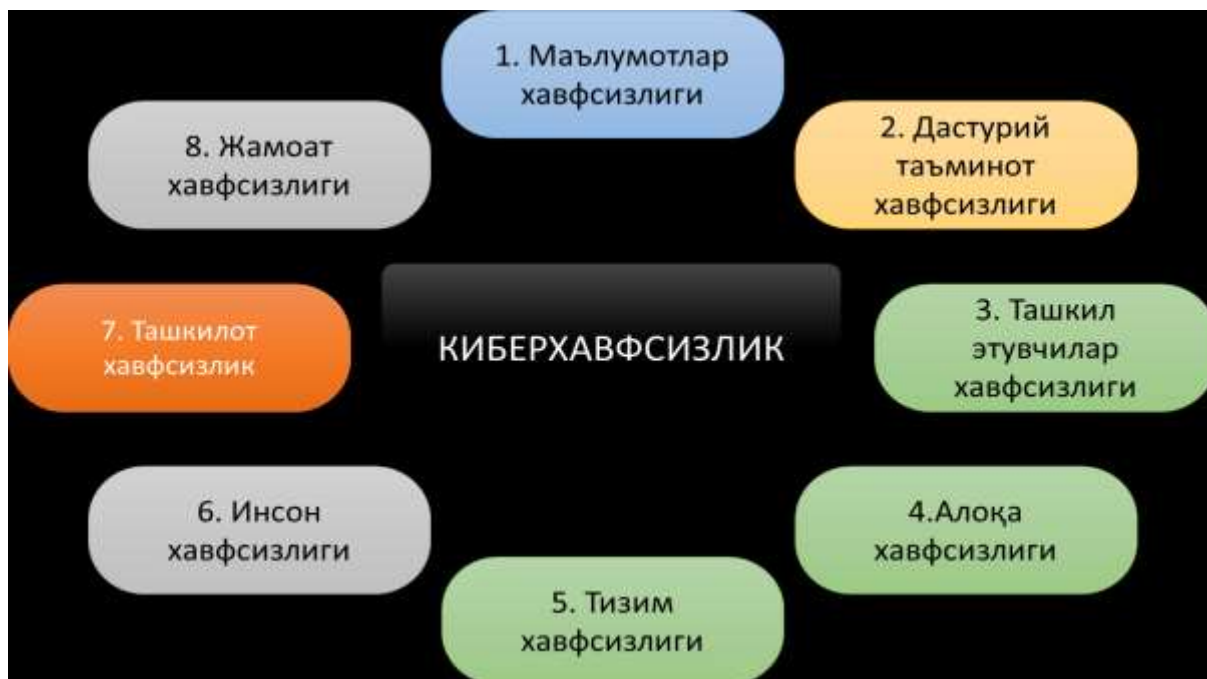 1. Маълумотлар
хавфсизлиги
2. Дастурий
таъминот
хавфсизлиги
3. Ташкил
этувчилар
хавфсизлиги
4.Алоқа
хавфсизлиги
5. Тизим
хавфсизлиги
6. Инсон
хавфсизлиги
7. Ташкилот
хавфсизлик
8. Жамоат
хавфсизлиги
КИБЕРХАВФСИЗЛИК